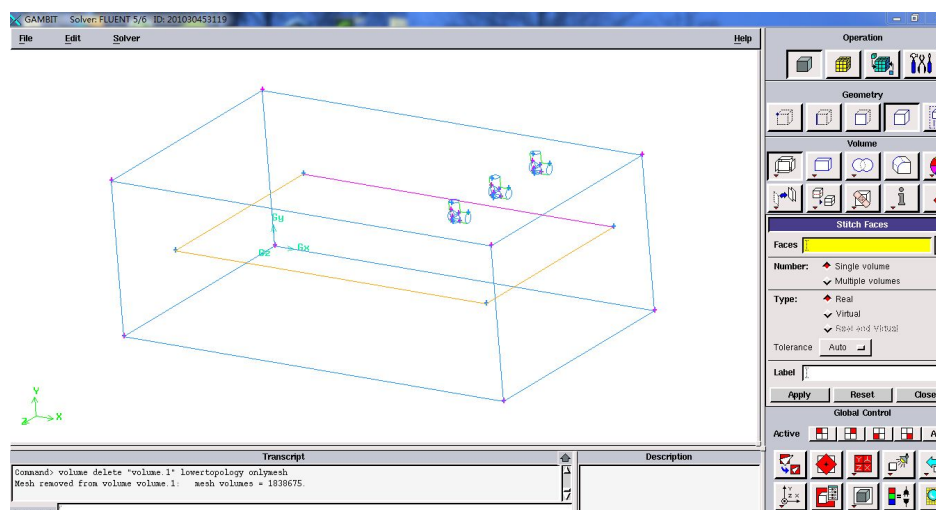 GAMBIT Solver: FLUENT 5/6 ID: 201030453119
File Edit Solver Help
Operation
Geometry
Volume
Stitch Faces
Faces
Number: Single volume
Multiple volumes
Type: Real
Virtual
Real and Virtual
Tolerance Auto
Label
Apply Reset Close
Global Control
Active
Gy
Gz Gx
Y
Z X
Transcript
Description
Command> volume delete "volume.1" lowertopology onlymesh
Mesh removed from volume volume.1: mesh volumes = 1838675.